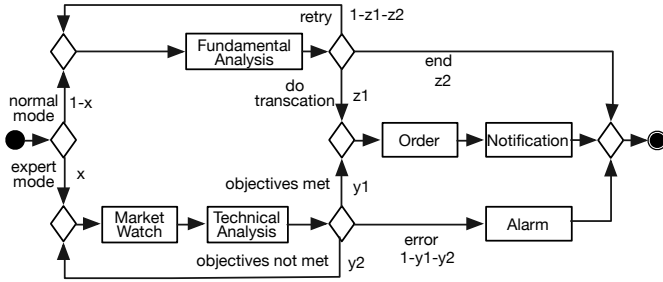 retry 1-z1-z2
Fundamental
Analysis
end
z2
do
transcation
z1
normal
mode
1-x
Order
Notification
expert
mode
x
objectives met
y1
Market
Watch
Technical
Analysis
Alarm
error
1-y1-y2
objectives not met
y2